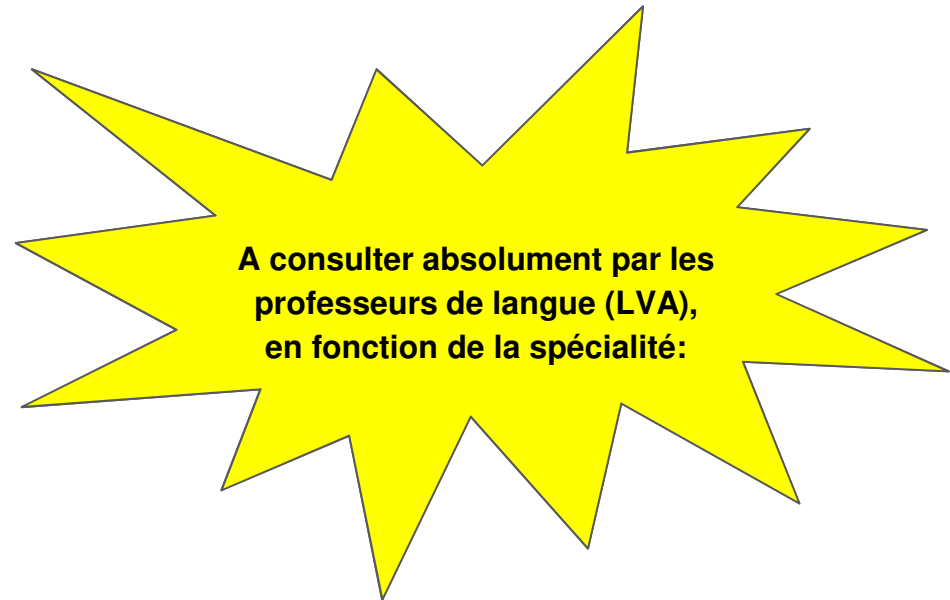 A consulter absolument par les
professeurs de langue (LVA),
en fonction de la spécialité: